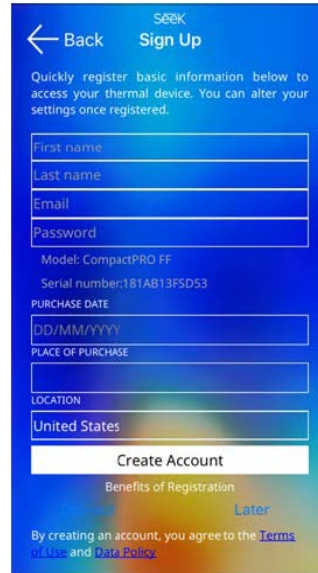 Seek
Back Sign Up
Quickly register basic information below to
access your thermal device. You can alter your
settings once registered.
First name
Last name
Email
Password
Model: CompactPRO FF
Serial number:181AB13FSD53
PURCHASE DATE
DD/MM/YYYY
PLACE OF PURCHASE
LOCATION
United States
Create Account
Benefits of Registration
Later
By creating an account, you agree to the Terms
of Use and Data Policy